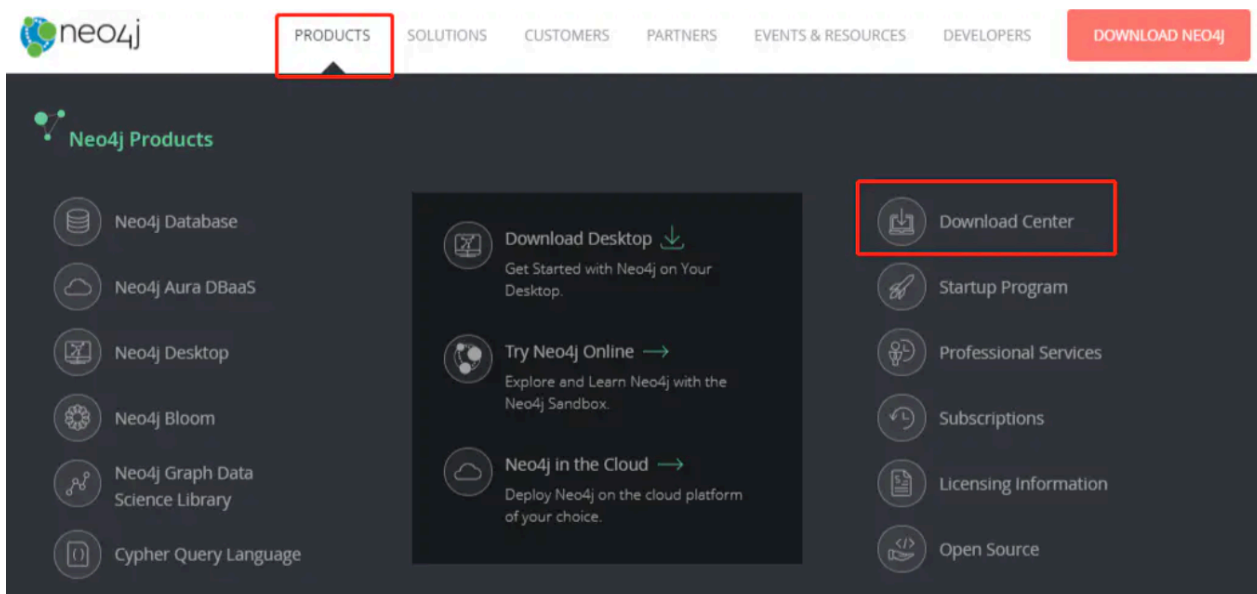 neo4j
PRODUCTS
SOLUTIONS
CUSTOMERS
PARTNERS
EVENTS & RESOURCES
DEVELOPERS
DOWNLOAD NEO4J
Neo4j Products
Neo4j Database
Neo4j Aura DBaaS
Neo4j Desktop
Neo4j Bloom
Neo4j Graph Data
Science Library
Cypher Query Language
Download Desktop
Get Started with Neo4j on Your
Desktop.
Try Neo4j Online
Explore and Learn Neo4j with the
Neo4j Sandbox.
Neo4j in the Cloud
Deploy Neo4j on the cloud platform
of your choice.
Download Center
Startup Program
Professional Services
Subscriptions
Licensing Information
Open Source